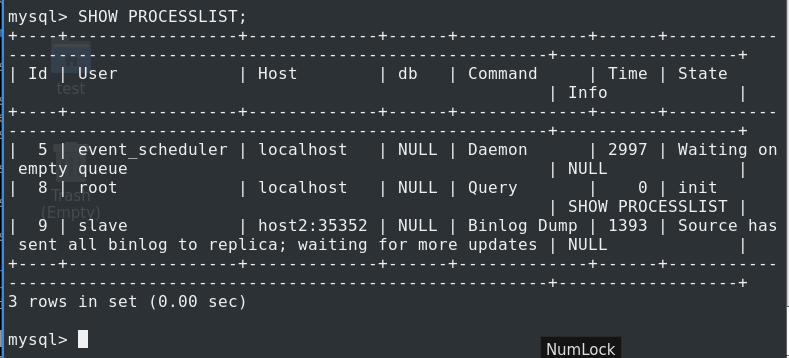 mysql> SHOW PROCESSLIST;
+----+-----------------+-------------+------+-------------+------+-----------
------------------------------------------------------+------------------+
| Id | User            | Host        | db   | Command     | Time | State
                                                      | Info             |
+----+-----------------+-------------+------+-------------+------+-----------
------------------------------------------------------+------------------+
|  5 | event_scheduler | localhost   | NULL | Daemon      | 2997 | Waiting on
 empty queue                                          | NULL             |
|  8 | root            | localhost   | NULL | Query       |    0 | init
                                                      | SHOW PROCESSLIST |
|  9 | slave           | host2:35352 | NULL | Binlog Dump | 1393 | Source has
 sent all binlog to replica; waiting for more updates | NULL             |
+----+-----------------+-------------+------+-------------+------+-----------
------------------------------------------------------+------------------+
3 rows in set (0.00 sec)
mysql>
test
Trash
(Empty)
NumLock